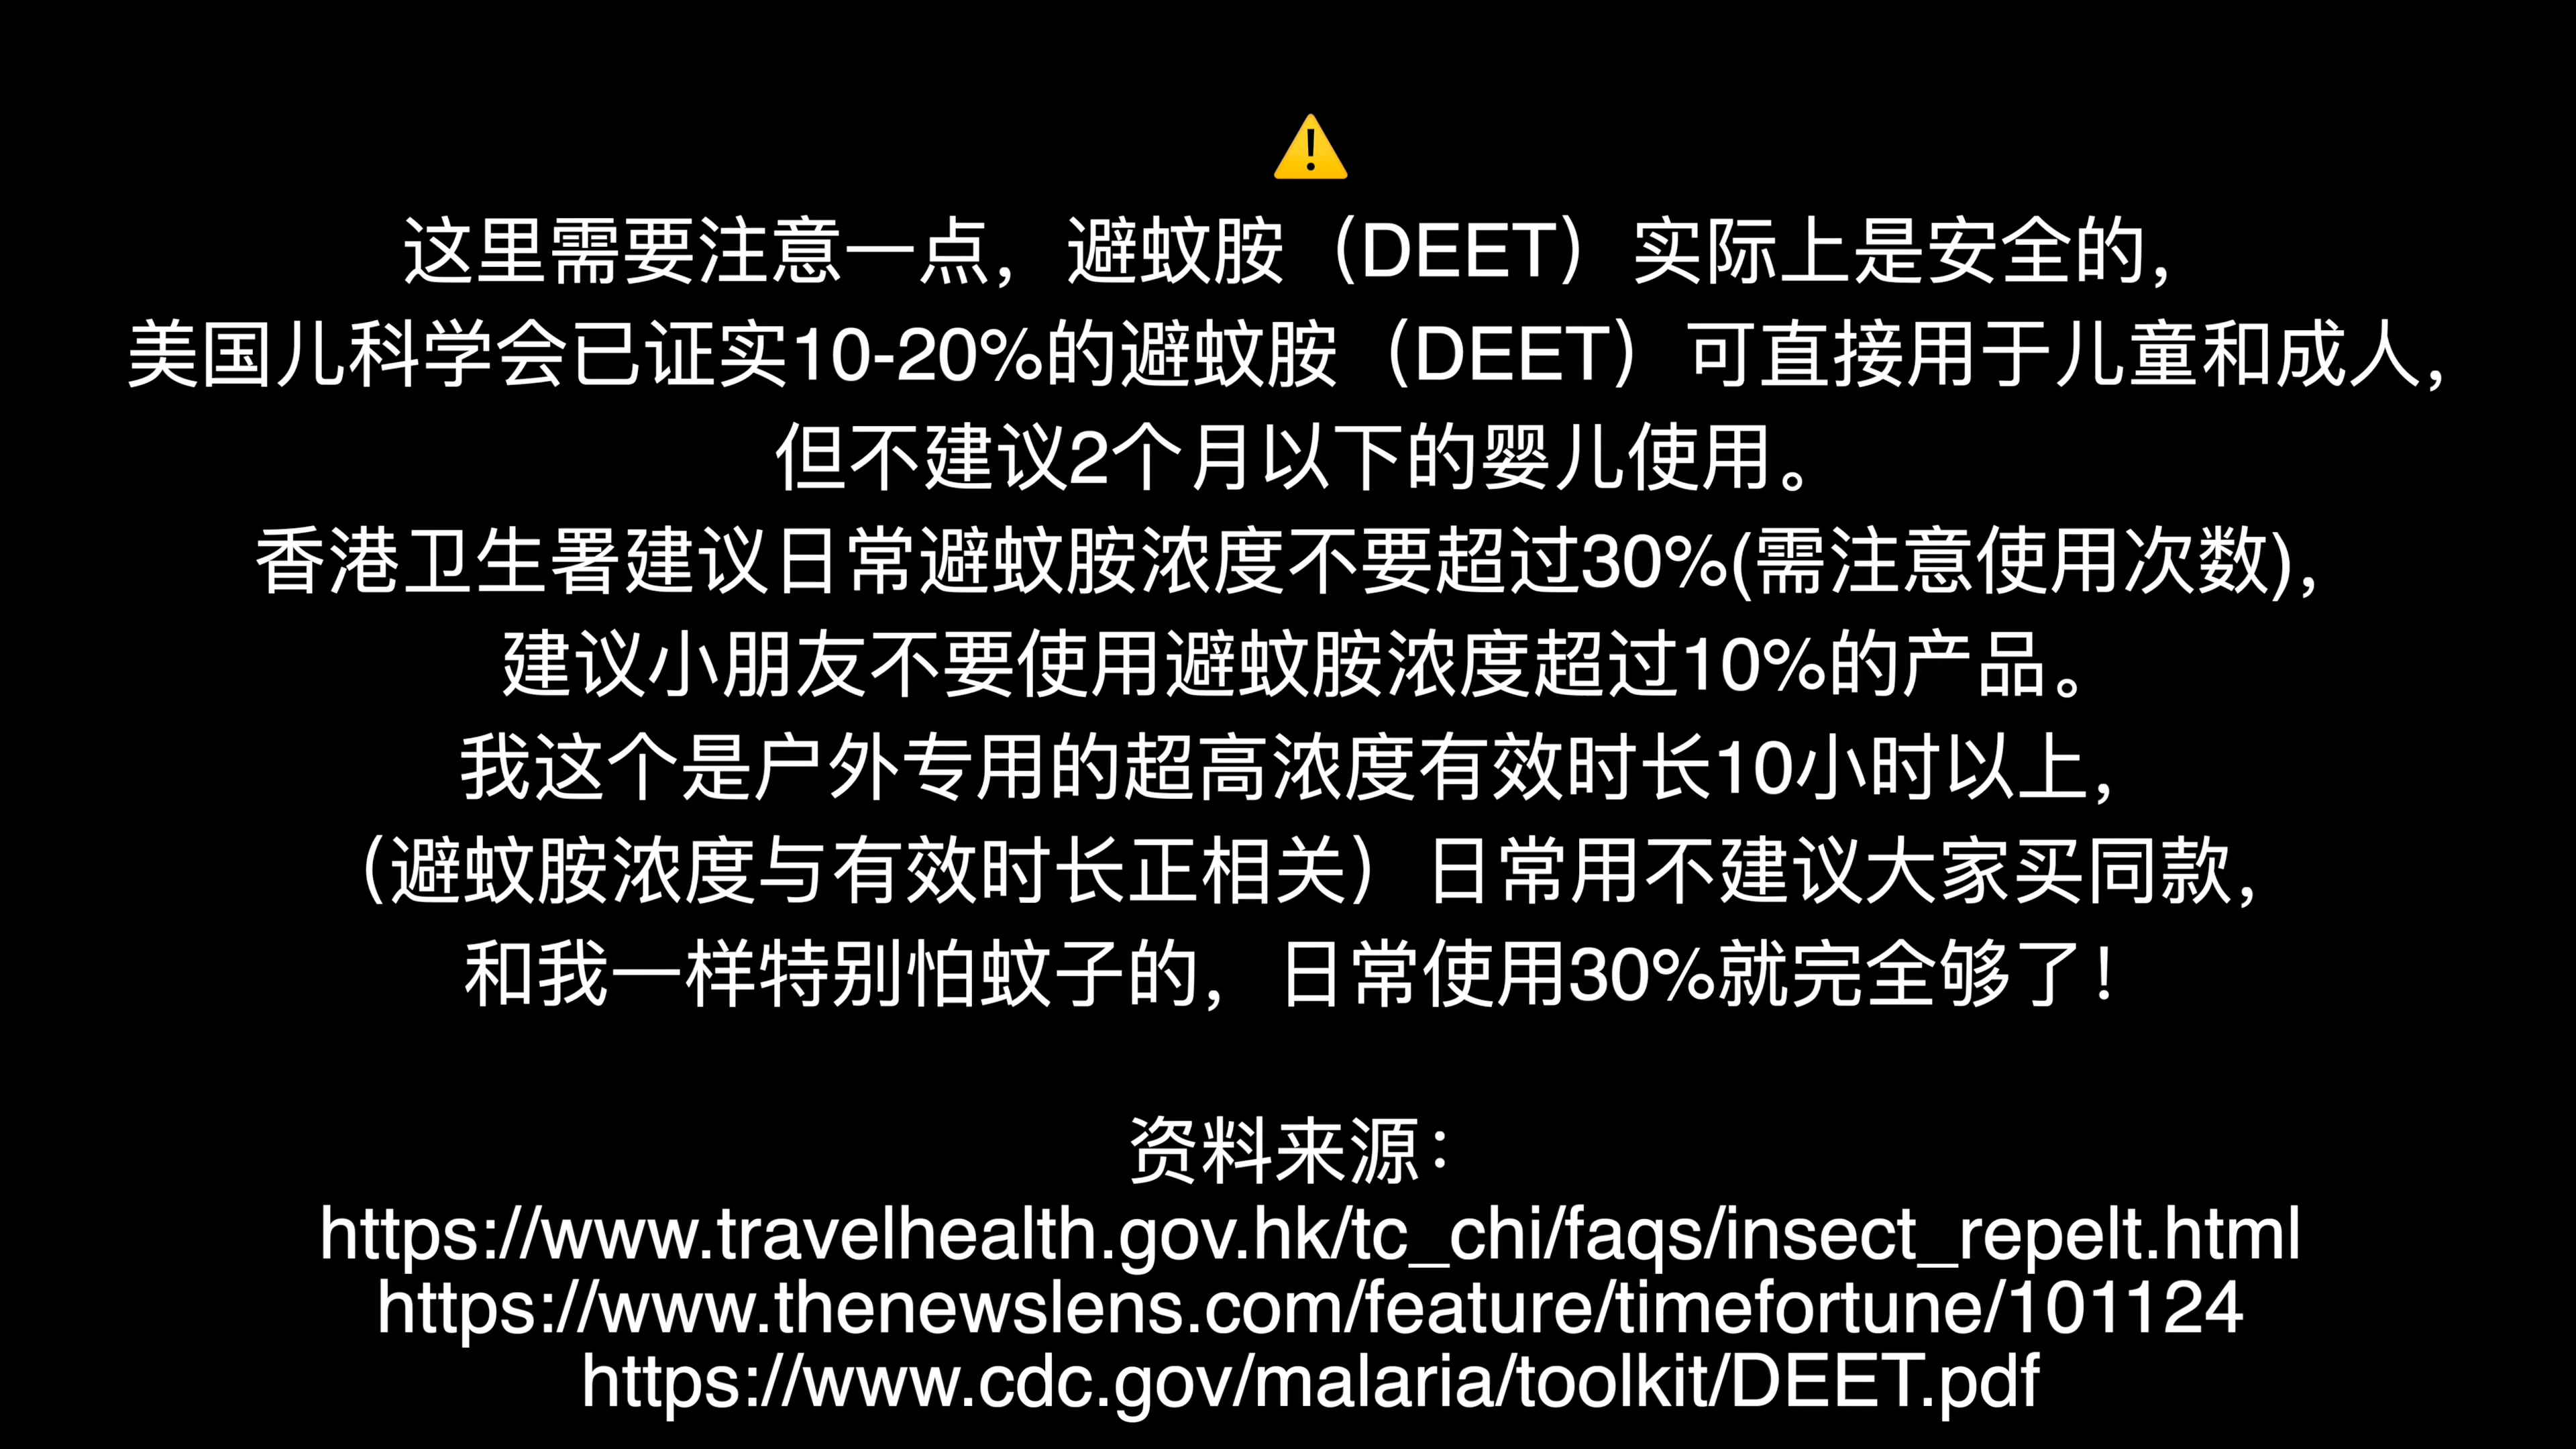 这里需要注意一点，避蚊胺（DEET）实际上是安全的，
美国儿科学会已证实10-20%的避蚊胺（DEET）可直接用于儿童和成人，
但不建议2个月以下的婴儿使用。
香港卫生署建议日常避蚊胺浓度不要超过30%(需注意使用次数)，
建议小朋友不要使用避蚊胺浓度超过10%的产品。
我这个是户外专用的超高浓度有效时长10小时以上，
（避蚊胺浓度与有效时长正相关）日常用不建议大家买同款，
和我一样特别怕蚊子的，日常使用30%就完全够了！
资料来源：
https://www.travelhealth.gov.hk/tc_chi/faqs/insect_repelt.html
https://www.thenewslens.com/feature/timefortune/101124
https://www.cdc.gov/malaria/toolkit/DEET.pdf